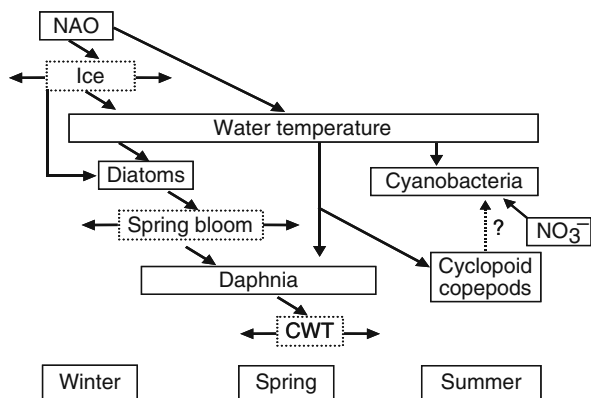 NAO
Ice
Water temperature
Diatoms
Cyanobacteria
Spring bloom
?
NO₃⁻
Daphnia
Cyclopoid
copepods
CWT
Winter
Spring
Summer